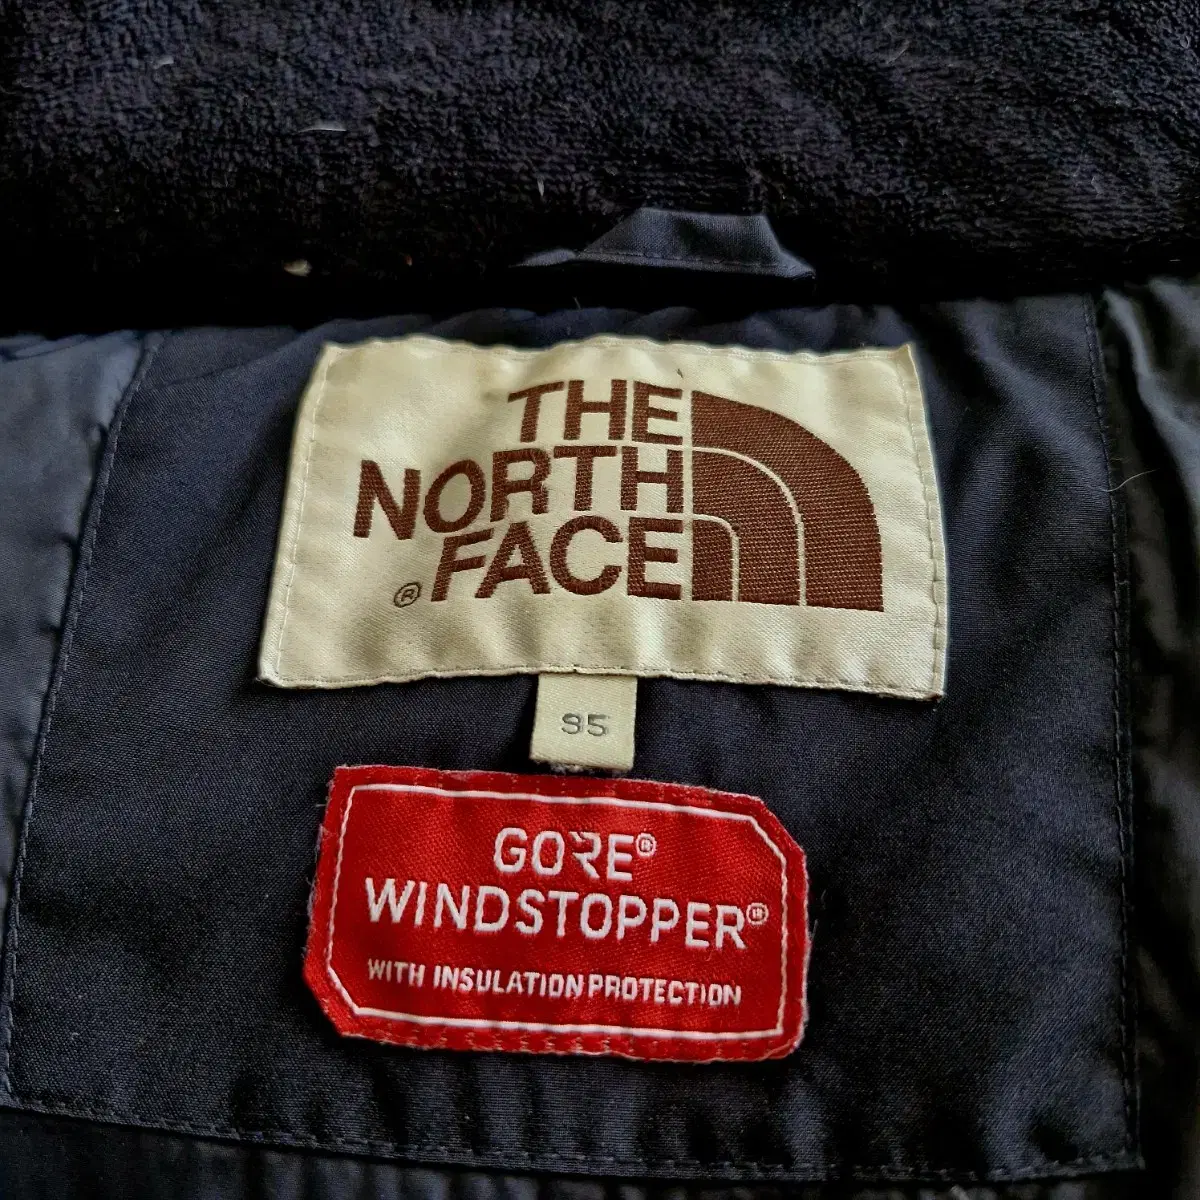 THE
NORTH
® FACE
95
GORE®
WINDSTOPPER®
WITH INSULATION PROTECTION